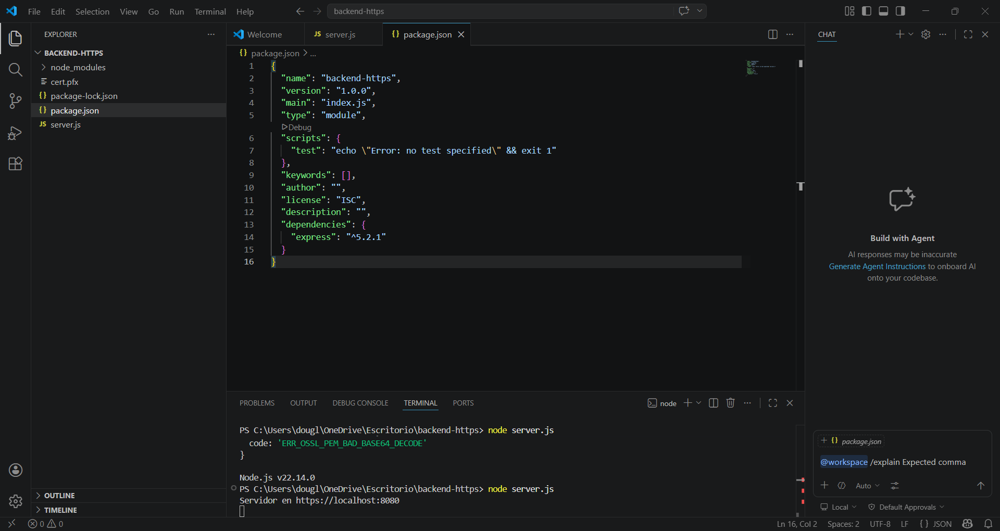 File Edit Selection View Go Run Terminal Help
backend-https
EXPLORER
BACKEND-HTTPS
node_modules
cert.pfx
package-lock.json
package.json
JS server.js
OUTLINE
TIMELINE
Welcome
JS server.js
{} package.json
{} package.json > ...
1 {
2 "name": "backend-https",
3 "version": "1.0.0",
4 "main": "index.js",
5 "type": "module",
Debug
6 "scripts": {
7 "test": "echo \"Error: no test specified\" && exit 1"
8 },
9 "keywords": [],
10 "author": "",
11 "license": "ISC",
12 "description": "",
13 "dependencies": {
14 "express": "^5.2.1"
15 }
16 }
PROBLEMS OUTPUT DEBUG CONSOLE TERMINAL PORTS
node
PS C:\Users\dougl\OneDrive\Escritorio\backend-https> node server.js
code: 'ERR_OSSL_PEM_BAD_BASE64_DECODE'
}
Node.js v22.14.0
PS C:\Users\dougl\OneDrive\Escritorio\backend-https> node server.js
Servidor en https://localhost:8080
CHAT
Build with Agent
AI responses may be inaccurate
Generate Agent Instructions to onboard AI
onto your codebase.
{} package.json
@workspace /explain Expected comma
Auto
Local
Default Approvals
0 0
Ln 16, Col 2 Spaces: 2 UTF-8 LF {} JSON